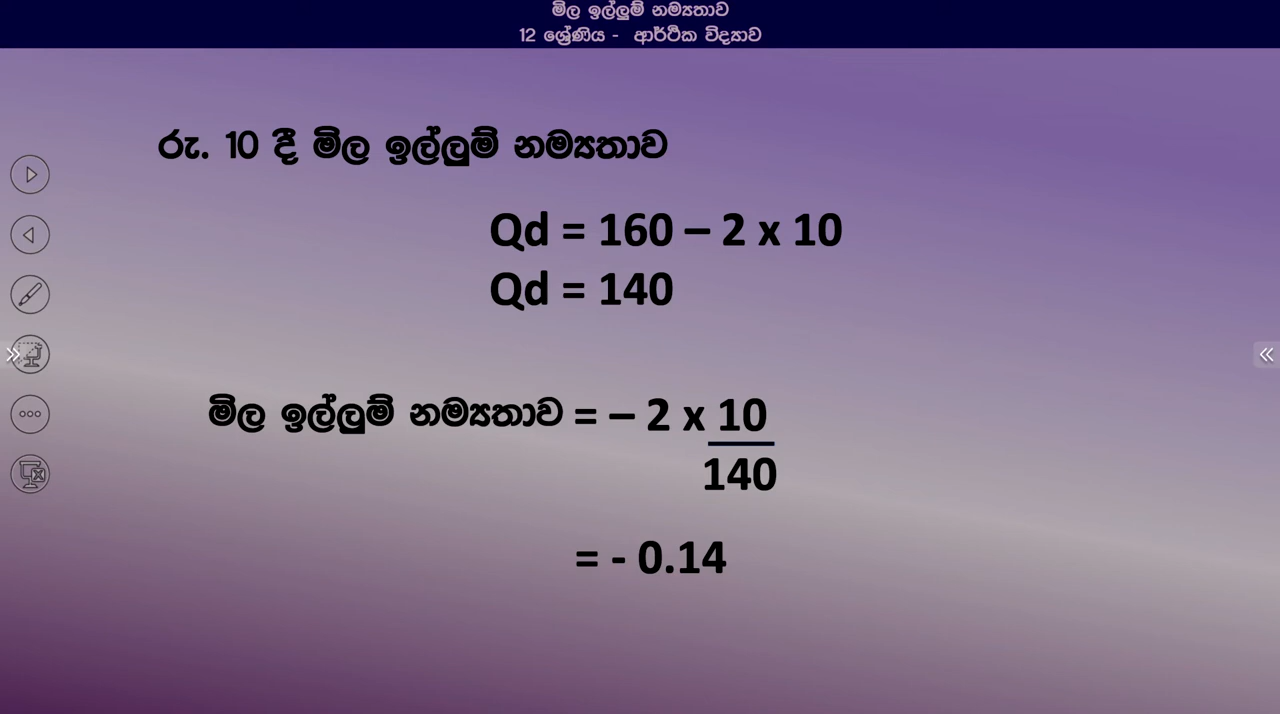 මිල ඉල්ලුම් නම්‍යතාව
12 ශ්‍රේණිය - ආර්ථික විද්‍යාව
රු. 10 දී මිල ඉල්ලුම් නම්‍යතාව
Qd = 160 – 2 x 10
Qd = 140
මිල ඉල්ලුම් නම්‍යතාව = – 2 x 10
140
= - 0.14